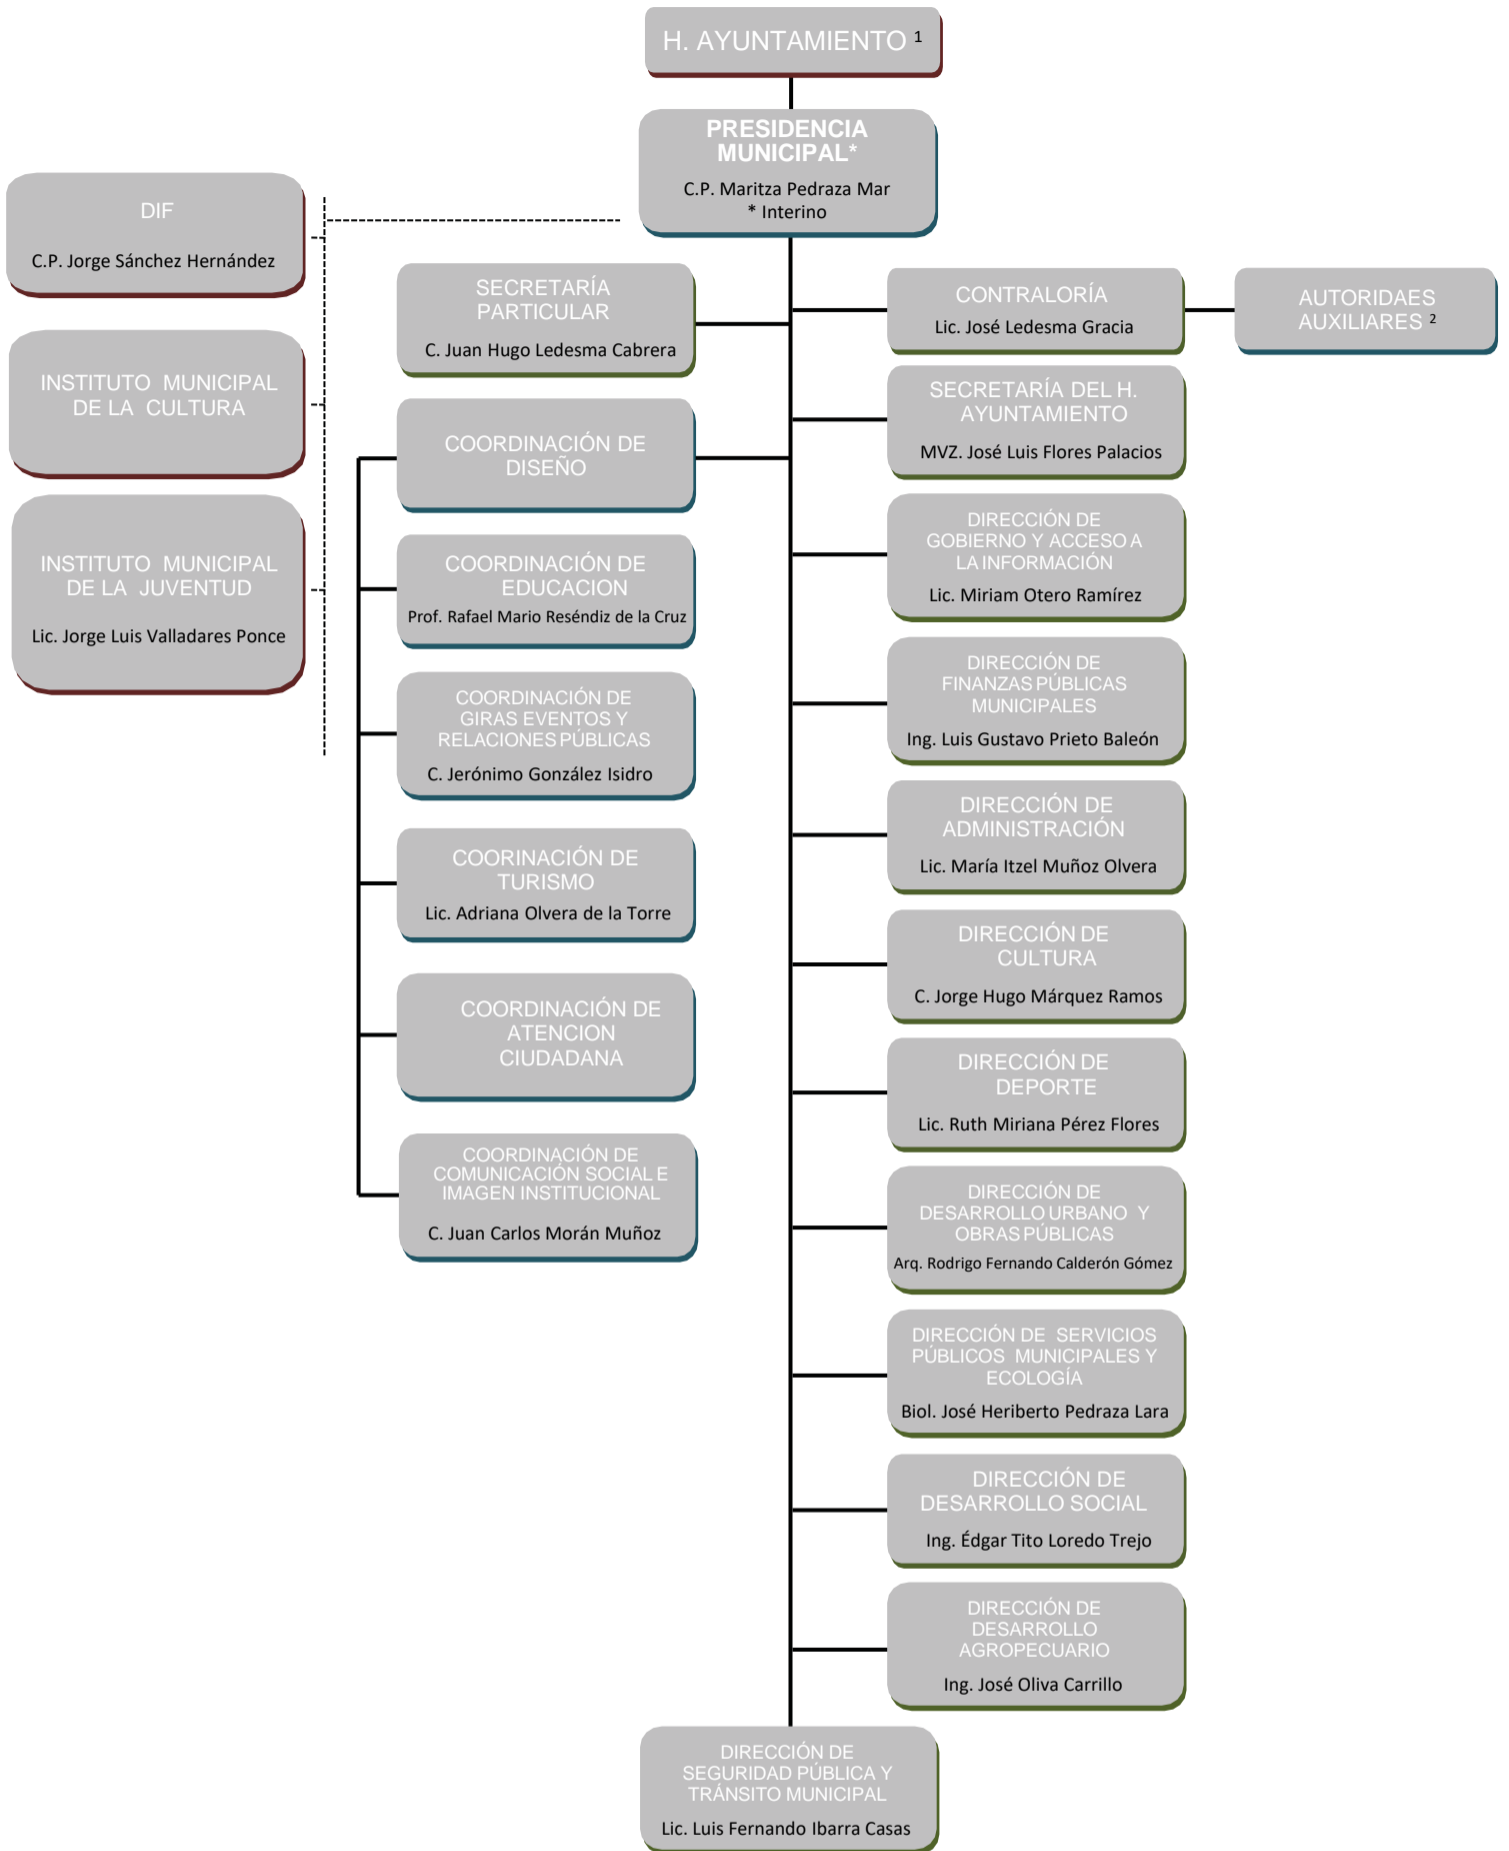 H. AYUNTAMIENTO 1
PRESIDENCIA
MUNICIPAL*
C.P. Maritza Pedraza Mar
* Interino
DIF
C.P. Jorge Sánchez Hernández
INSTITUTO MUNICIPAL
DE LA CULTURA
INSTITUTO MUNICIPAL
DE LA JUVENTUD
Lic. Jorge Luis Valladares Ponce
SECRETARÍA
PARTICULAR
C. Juan Hugo Ledesma Cabrera
COORDINACIÓN DE
DISEÑO
COORDINACIÓN DE
EDUCACION
Prof. Rafael Mario Reséndiz de la Cruz
COORDINACIÓN DE
GIRAS EVENTOS Y
RELACIONES PÚBLICAS
C. Jerónimo González Isidro
COORINACIÓN DE
TURISMO
Lic. Adriana Olvera de la Torre
COORDINACIÓN DE
ATENCION
CIUDADANA
COORDINACIÓN DE
COMUNICACIÓN SOCIAL E
IMAGEN INSTITUCIONAL
C. Juan Carlos Morán Muñoz
CONTRALORÍA
Lic. José Ledesma Gracia
AUTORIDAES
AUXILIARES 2
SECRETARÍA DEL H.
AYUNTAMIENTO
MVZ. José Luis Flores Palacios
DIRECCIÓN DE
GOBIERNO Y ACCESO A
LA INFORMACIÓN
Lic. Miriam Otero Ramírez
DIRECCIÓN DE
FINANZAS PÚBLICAS
MUNICIPALES
Ing. Luis Gustavo Prieto Baleón
DIRECCIÓN DE
ADMINISTRACIÓN
Lic. María Itzel Muñoz Olvera
DIRECCIÓN DE
CULTURA
C. Jorge Hugo Márquez Ramos
DIRECCIÓN DE
DEPORTE
Lic. Ruth Miriana Pérez Flores
DIRECCIÓN DE
DESARROLLO URBANO Y
OBRAS PÚBLICAS
Arq. Rodrigo Fernando Calderón Gómez
DIRECCIÓN DE SERVICIOS
PÚBLICOS MUNICIPALES Y
ECOLOGÍA
Biol. José Heriberto Pedraza Lara
DIRECCIÓN DE
DESARROLLO SOCIAL
Ing. Édgar Tito Loredo Trejo
DIRECCIÓN DE
DESARROLLO
AGROPECUARIO
Ing. José Oliva Carrillo
DIRECCIÓN DE
SEGURIDAD PÚBLICA Y
TRÁNSITO MUNICIPAL
Lic. Luis Fernando Ibarra Casas